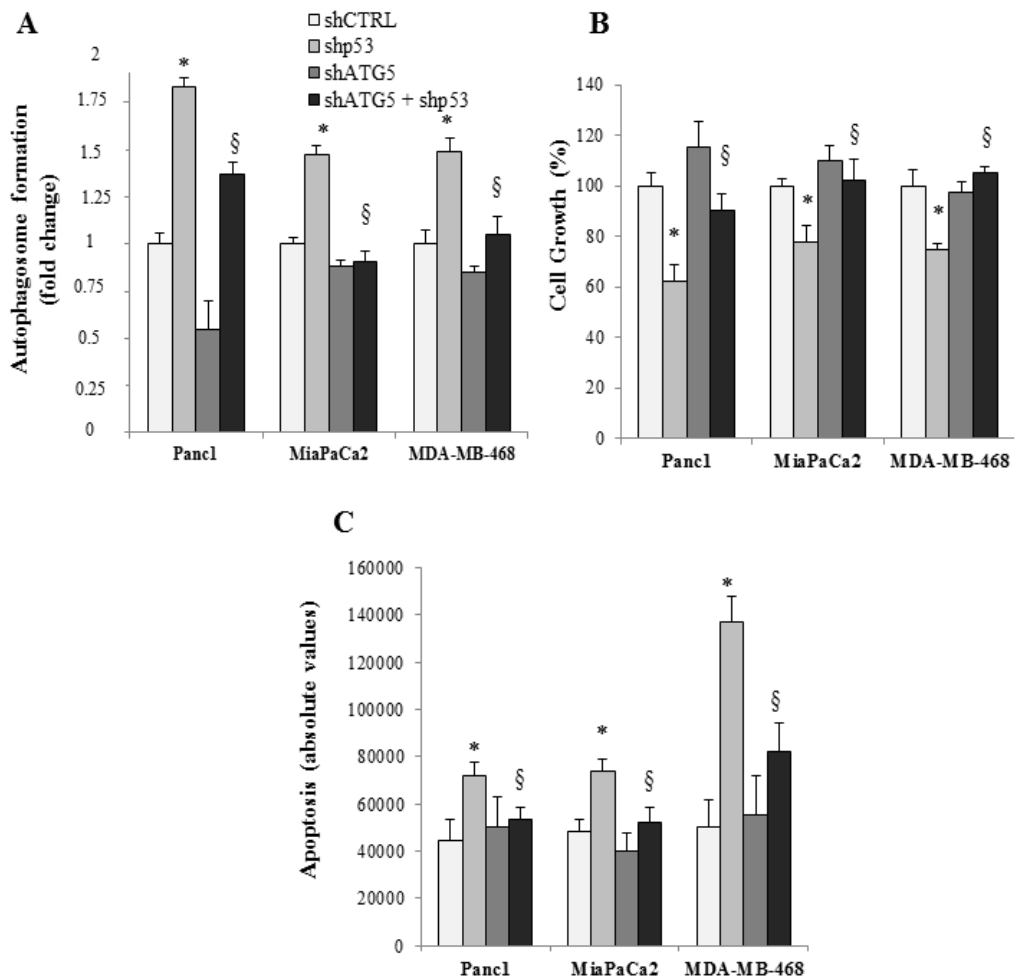 A
shCTRL
shp53
shATG5
shATG5 + shp53
Autophagosome formation
(fold change)
2
1.75
1.5
1.25
1
0.75
0.5
0.25
0
*
§
*
§
*
§
Panc1
MiaPaCa2
MDA-MB-468
B
Cell Growth (%)
140
120
100
80
60
40
20
0
*
§
*
§
*
§
Panc1
MiaPaCa2
MDA-MB-468
C
Apoptosis (absolute values)
160000
140000
120000
100000
80000
60000
40000
20000
0
*
§
*
§
*
§
Panc1
MiaPaCa2
MDA-MB-468